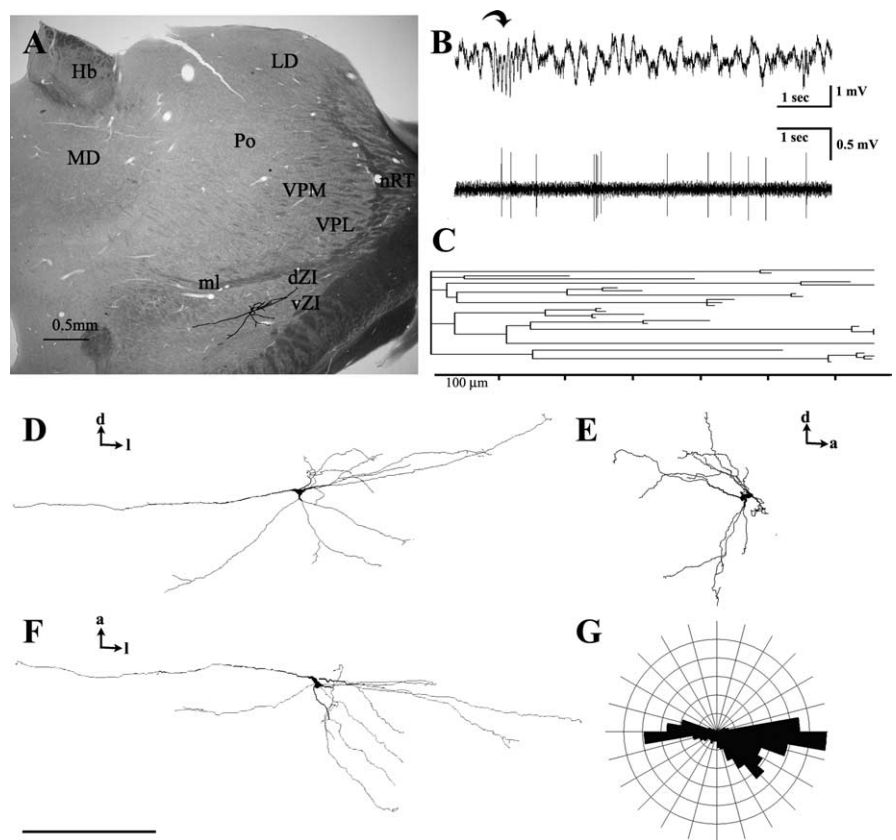 A
Hb
LD
MD
Po
VPM
nRT
VPL
ml
dZI
vZI
0.5mm
B
1 sec
1 mV
1 sec
0.5 mV
C
100 µm
D
d
l
E
d
a
F
a
l
G